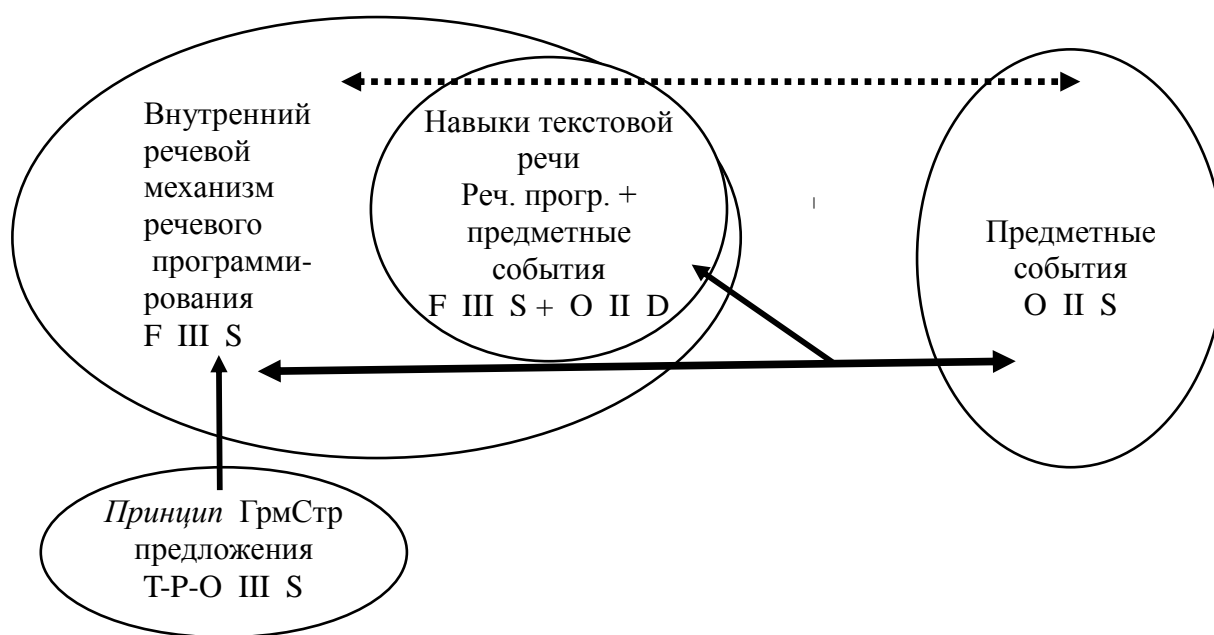 Внутренний
речевой
механизм
речевого
программи-
рования
F III S
Навыки текстовой
речи
Реч. прогр. +
предметные
события
F III S + O II D
Предметные
события
O II S
Принцип ГрмСтр
предложения
T-P-O III S